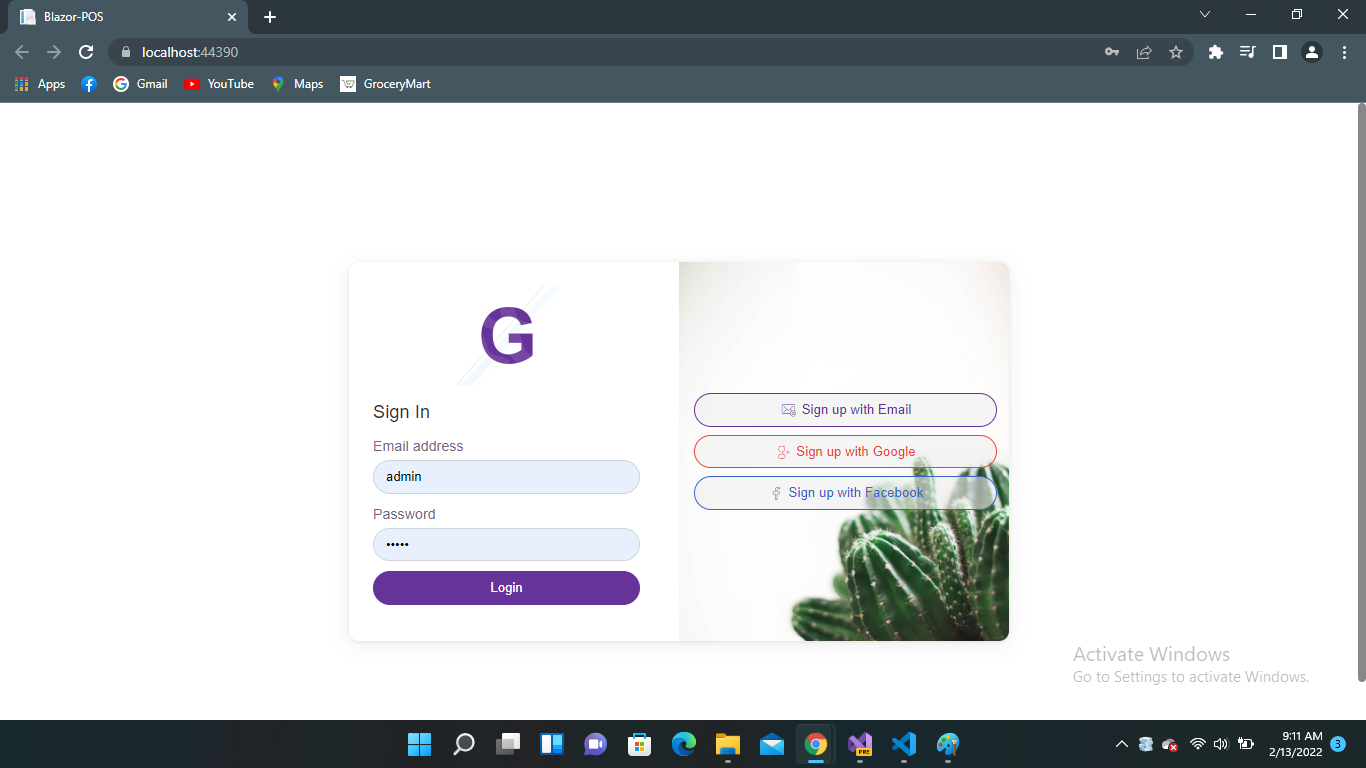 Blazor-POS
localhost:44390
Apps
Gmail
YouTube
Maps
GroceryMart
G
Sign In
Email address
admin
Password
•••••
Login
Sign up with Email
Sign up with Google
Sign up with Facebook
Activate Windows
Go to Settings to activate Windows.
PRE
9:11 AM
2/13/2022
3